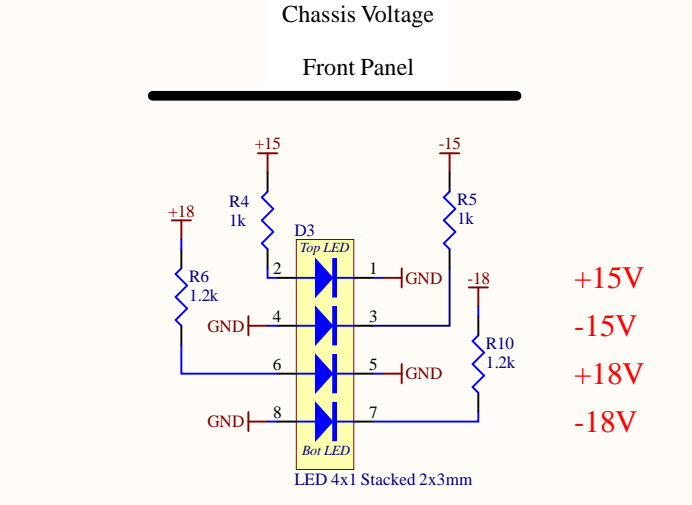 Chassis Voltage
Front Panel
+15
-15
R4
1k
R5
1k
+18
D3
Top LED
2
1
GND
-18
+15V
R6
1.2k
GND
4
3
-15V
R10
1.2k
6
5
GND
+18V
GND
8
7
-18V
Bot LED
LED 4x1 Stacked 2x3mm